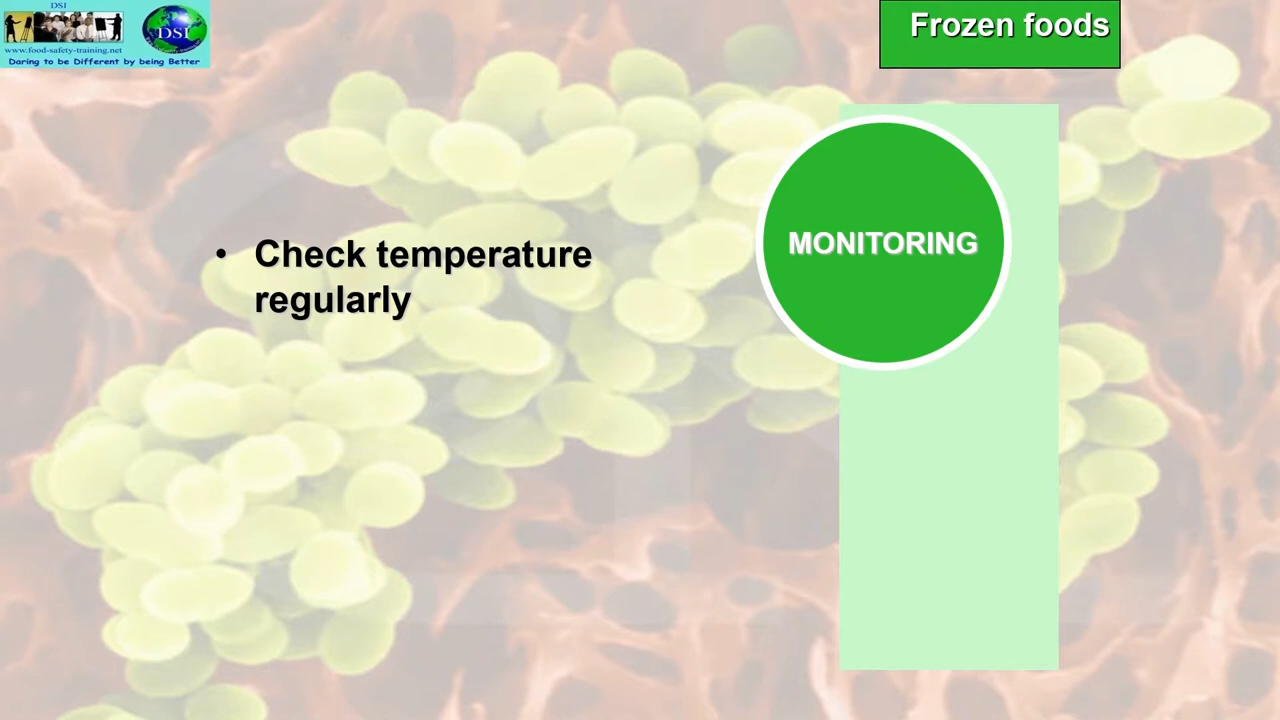 DSI
DSI
www.food-safety-training.net
Daring to be Different by being Better
Frozen foods
MONITORING
• Check temperature
regularly